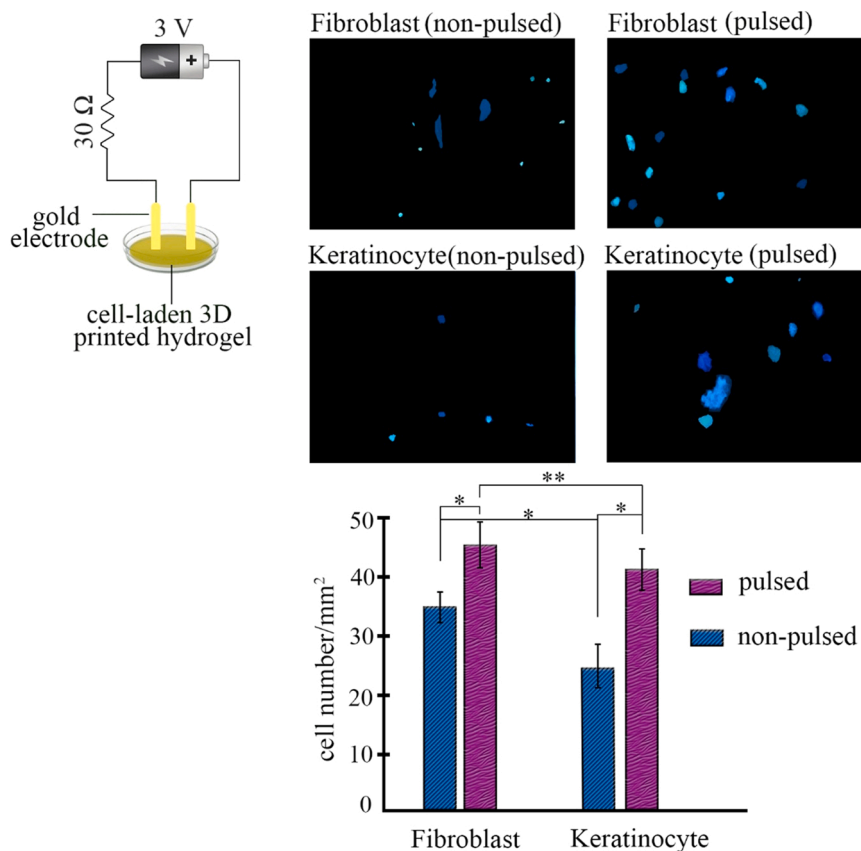 3 V
30 Ω
gold
electrode
cell-laden 3D
printed hydrogel
Fibroblast (non-pulsed)
Fibroblast (pulsed)
Keratinocyte (non-pulsed)
Keratinocyte (pulsed)
**
*
*
*
50
40
30
20
10
0
cell number/mm²
pulsed
non-pulsed
Fibroblast
Keratinocyte